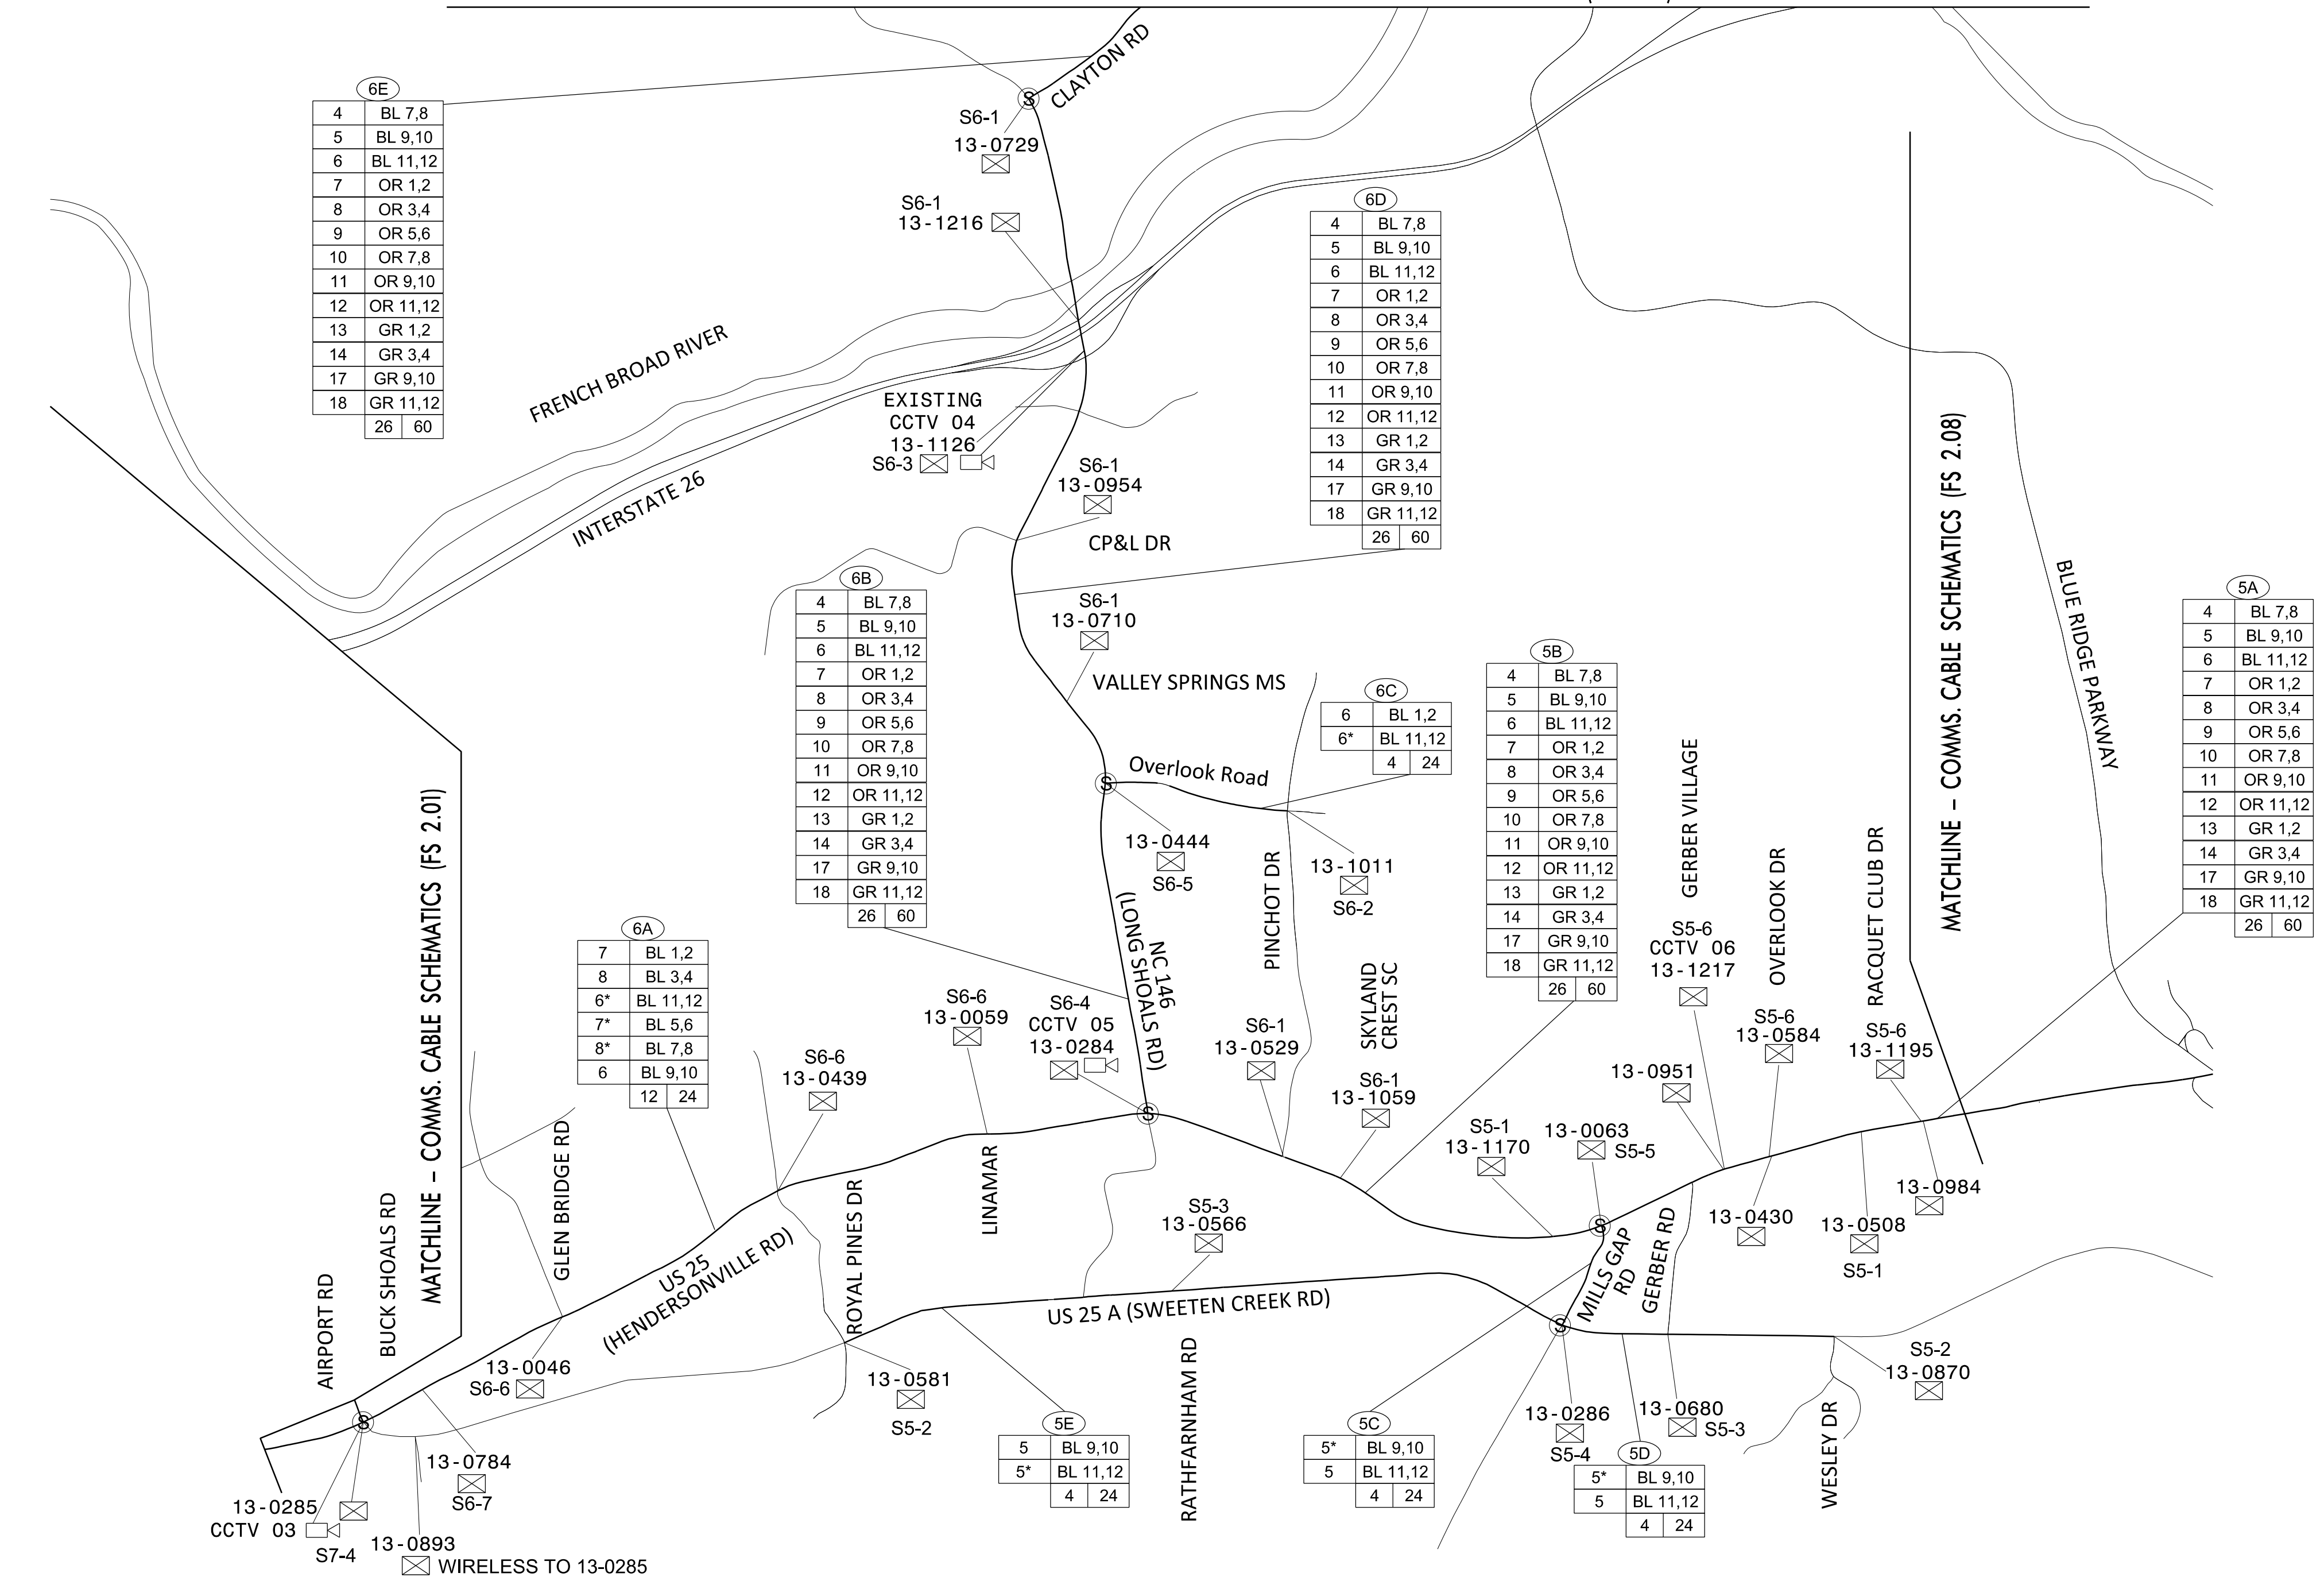 CLAYTON RD
6E
4 BL 7,8
5 BL 9,10
6 BL 11,12
7 OR 1,2
8 OR 3,4
9 OR 5,6
10 OR 7,8
11 OR 9,10
12 OR 11,12
13 GR 1,2
14 GR 3,4
17 GR 9,10
18 GR 11,12
26 60
S
S6-1
13-0729
S6-1
13-1216
6D
4 BL 7,8
5 BL 9,10
6 BL 11,12
7 OR 1,2
8 OR 3,4
9 OR 5,6
10 OR 7,8
11 OR 9,10
12 OR 11,12
13 GR 1,2
14 GR 3,4
17 GR 9,10
18 GR 11,12
26 60
FRENCH BROAD RIVER
INTERSTATE 26
EXISTING
CCTV 04
13-1126
S6-3
S6-1
13-0954
CP&L DR
6B
4 BL 7,8
5 BL 9,10
6 BL 11,12
7 OR 1,2
8 OR 3,4
9 OR 5,6
10 OR 7,8
11 OR 9,10
12 OR 11,12
13 GR 1,2
14 GR 3,4
17 GR 9,10
18 GR 11,12
26 60
S6-1
13-0710
VALLEY SPRINGS MS
6C
6 BL 1,2
6* BL 11,12
4 24
5B
4 BL 7,8
5 BL 9,10
6 BL 11,12
7 OR 1,2
8 OR 3,4
9 OR 5,6
10 OR 7,8
11 OR 9,10
12 OR 11,12
13 GR 1,2
14 GR 3,4
17 GR 9,10
18 GR 11,12
26 60
MATCHLINE - COMMS. CABLE SCHEMATICS (FS 2.08)
BLUE RIDGE PARKWAY
5A
4 BL 7,8
5 BL 9,10
6 BL 11,12
7 OR 1,2
8 OR 3,4
9 OR 5,6
10 OR 7,8
11 OR 9,10
12 OR 11,12
13 GR 1,2
14 GR 3,4
17 GR 9,10
18 GR 11,12
26 60
Overlook Road
S
13-0444
S6-5
13-1011
S6-2
PINCHOT DR
NC 146
(LONG SHOALS RD)
GERBER VILLAGE
OVERLOOK DR
RACQUET CLUB DR
MATCHLINE - COMMS. CABLE SCHEMATICS (FS 2.01)
6A
7 BL 1,2
8 BL 3,4
6* BL 11,12
7* BL 5,6
8* BL 7,8
6 BL 9,10
12 24
S6-6
13-0439
S6-6
13-0059
S6-4
CCTV 05
13-0284
S
S6-1
13-0529
SKYLAND
CREST SC
S6-1
13-1059
S5-1
13-1170
13-0063
S5-5
13-0951
S5-6
CCTV 06
13-1217
S5-6
13-0584
S5-6
13-1195
13-0984
13-0430
13-0508
S5-1
AIRPORT RD
BUCK SHOALS RD
GLEN BRIDGE RD
US 25
(HENDERSONVILLE RD)
ROYAL PINES DR
LINAMAR
S5-3
13-0566
US 25 A (SWEETEN CREEK RD)
S
MILLS GAP
RD
GERBER RD
S
13-0046
S6-6
13-0581
S5-2
RATHFARNHAM RD
5E
5 BL 9,10
5* BL 11,12
4 24
5C
5* BL 9,10
5 BL 11,12
4 24
13-0286
S5-4
5D
5* BL 9,10
5 BL 11,12
4 24
13-0680
S5-3
WESLEY DR
S5-2
13-0870
S
13-0784
S6-7
13-0285
CCTV 03
S7-4
13-0893
WIRELESS TO 13-0285